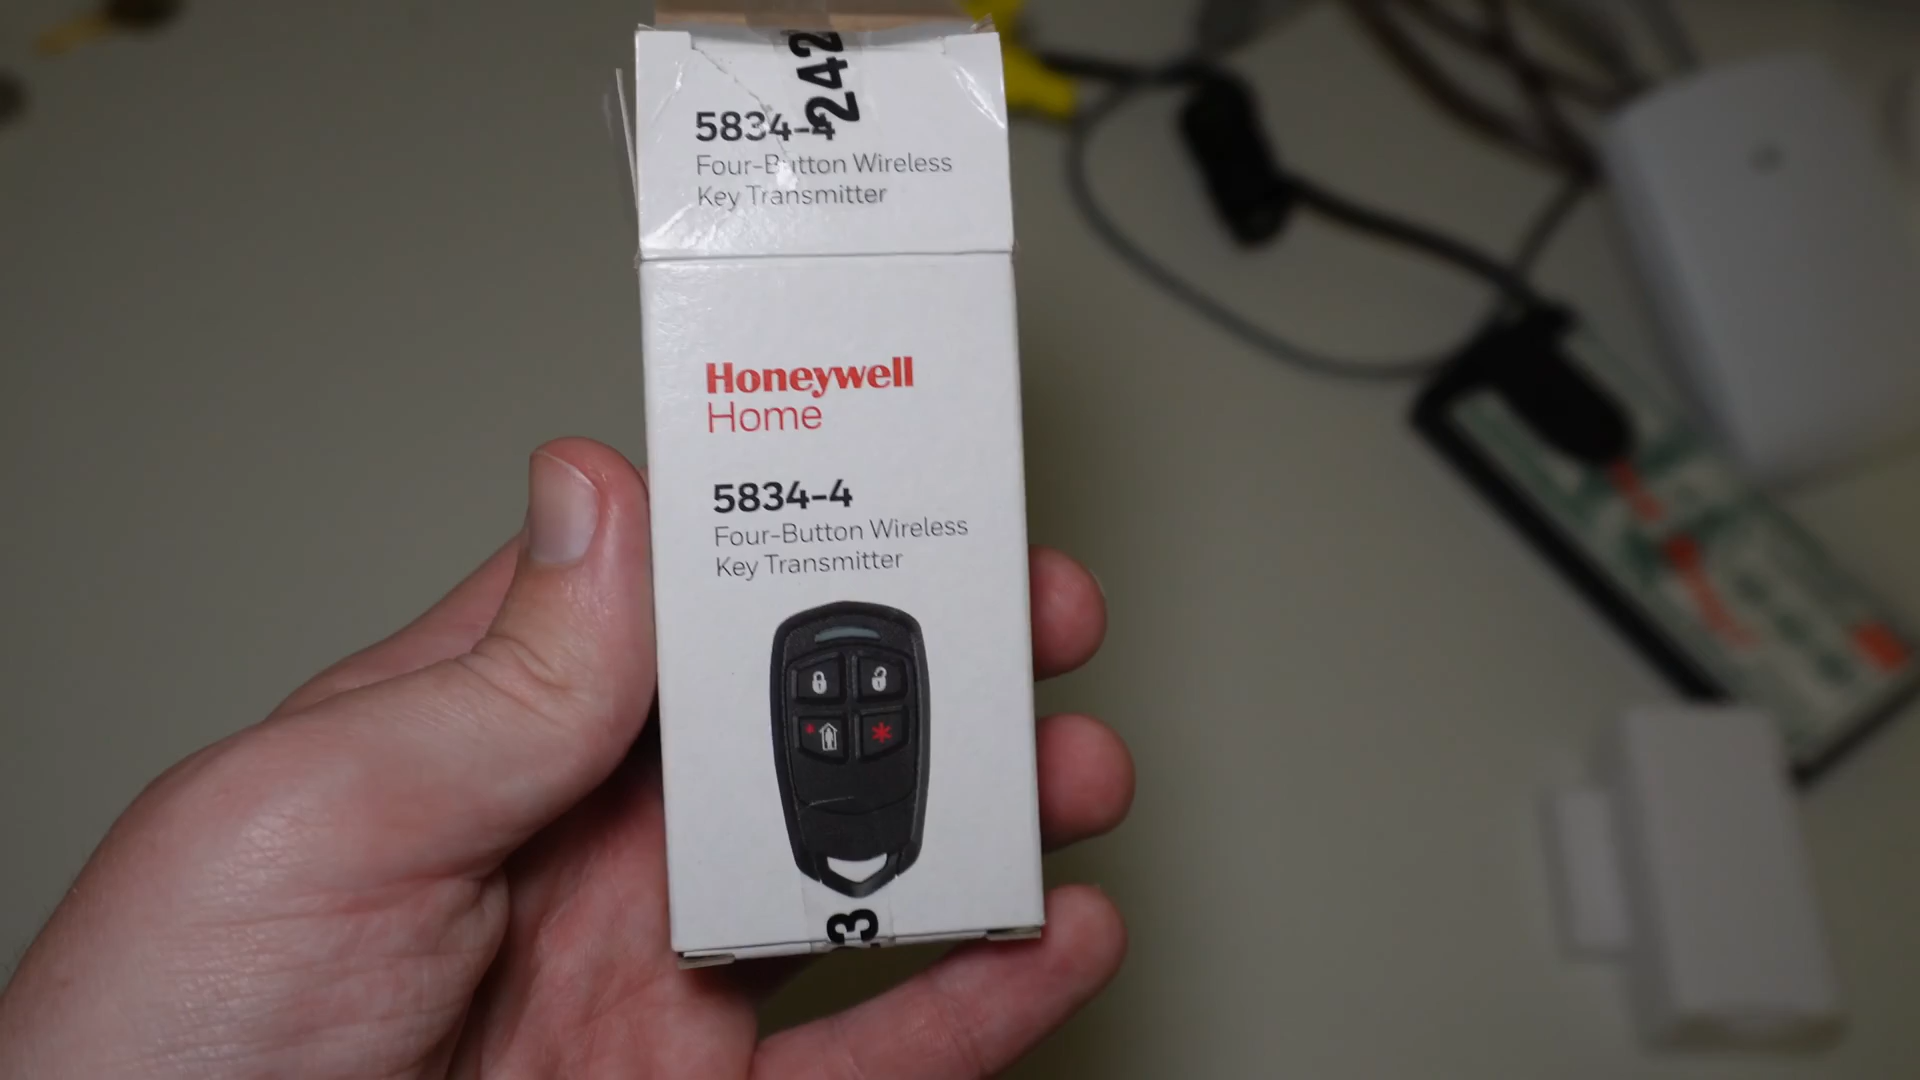 242
5834-4
Four-Button Wireless
Key Transmitter
Honeywell
Home
5834-4
Four-Button Wireless
Key Transmitter
3